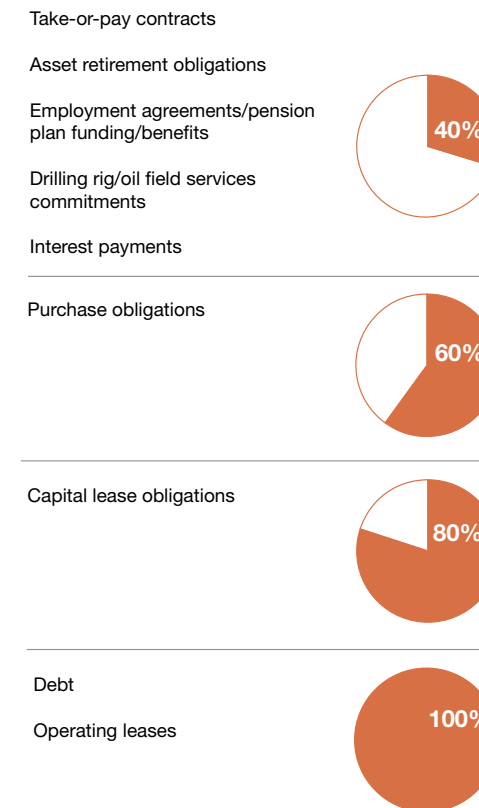 Take-or-pay contracts
Asset retirement obligations
Employment agreements/pension
plan funding/benefits
Drilling rig/oil field services
commitments
Interest payments
40%
Purchase obligations
60%
Capital lease obligations
80%
Debt
Operating leases
100%